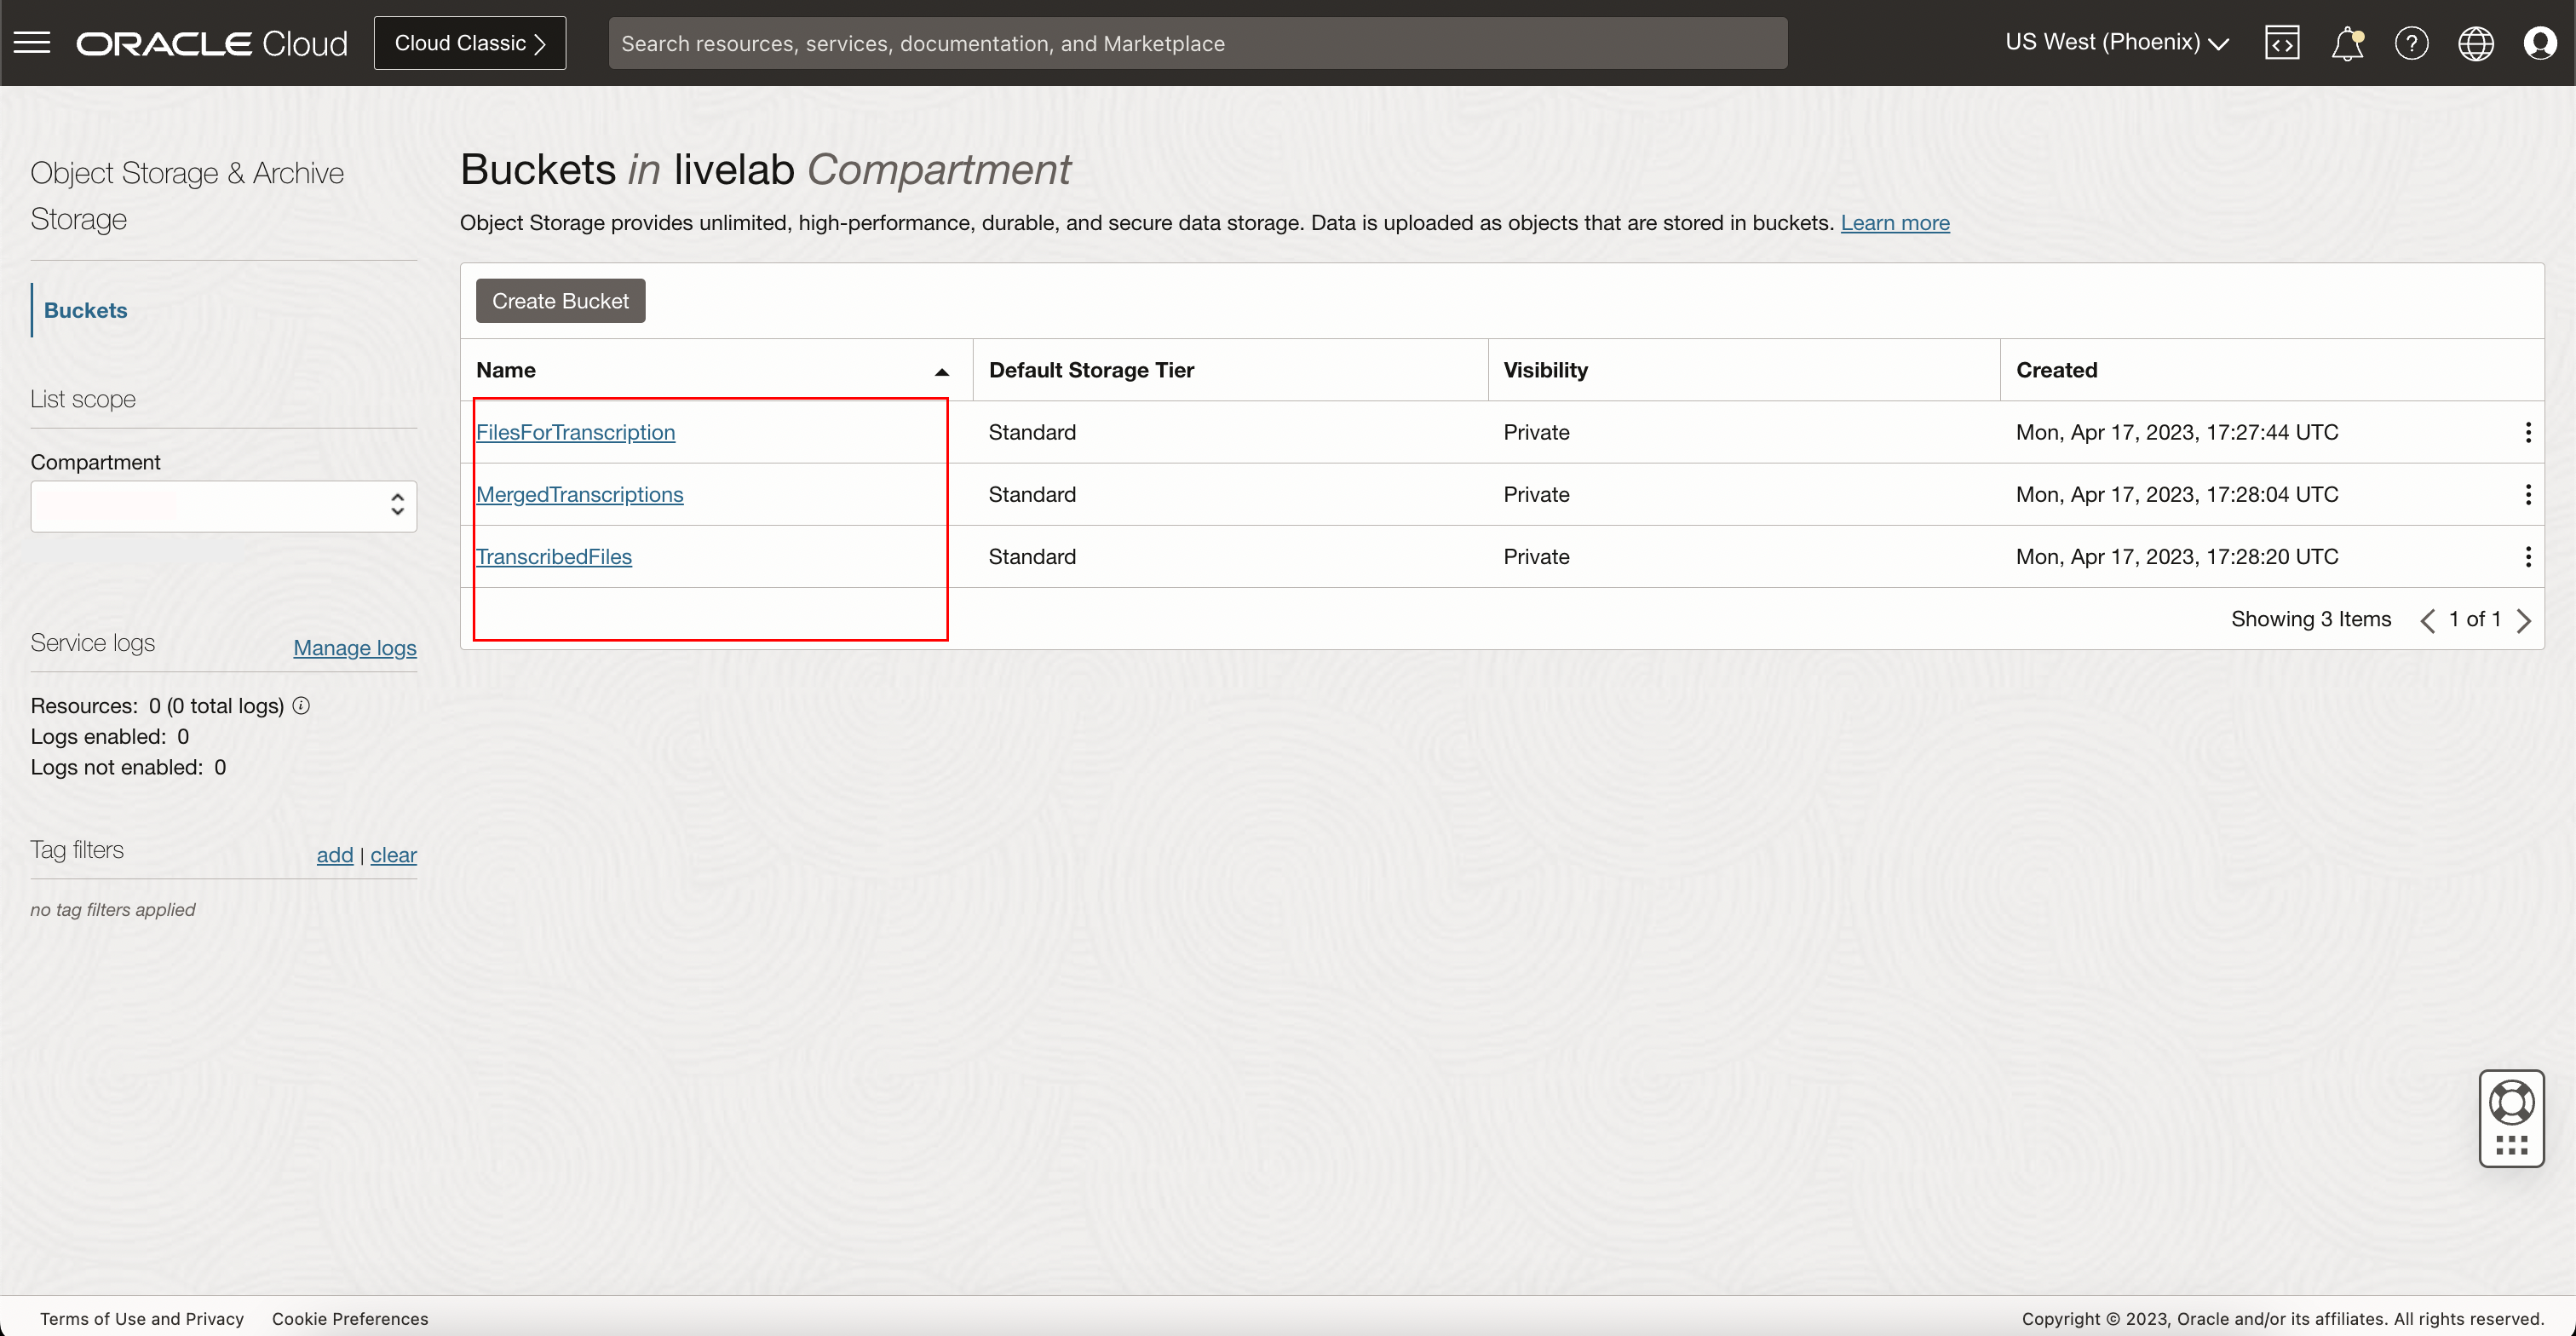 ORACLE Cloud
Cloud Classic
Search resources, services, documentation, and Marketplace
US West (Phoenix)
Object Storage & Archive
Storage
Buckets
List scope
Compartment
Service logs
Manage logs
Resources: 0 (0 total logs)
Logs enabled: 0
Logs not enabled: 0
Tag filters
add | clear
no tag filters applied
Buckets in livelab Compartment
Object Storage provides unlimited, high-performance, durable, and secure data storage. Data is uploaded as objects that are stored in buckets. Learn more
Create Bucket
Name Default Storage Tier Visibility Created
FilesForTranscription Standard Private Mon, Apr 17, 2023, 17:27:44 UTC
MergedTranscriptions Standard Private Mon, Apr 17, 2023, 17:28:04 UTC
TranscribedFiles Standard Private Mon, Apr 17, 2023, 17:28:20 UTC
Showing 3 Items 1 of 1
Terms of Use and Privacy Cookie Preferences
Copyright © 2023, Oracle and/or its affiliates. All rights reserved.